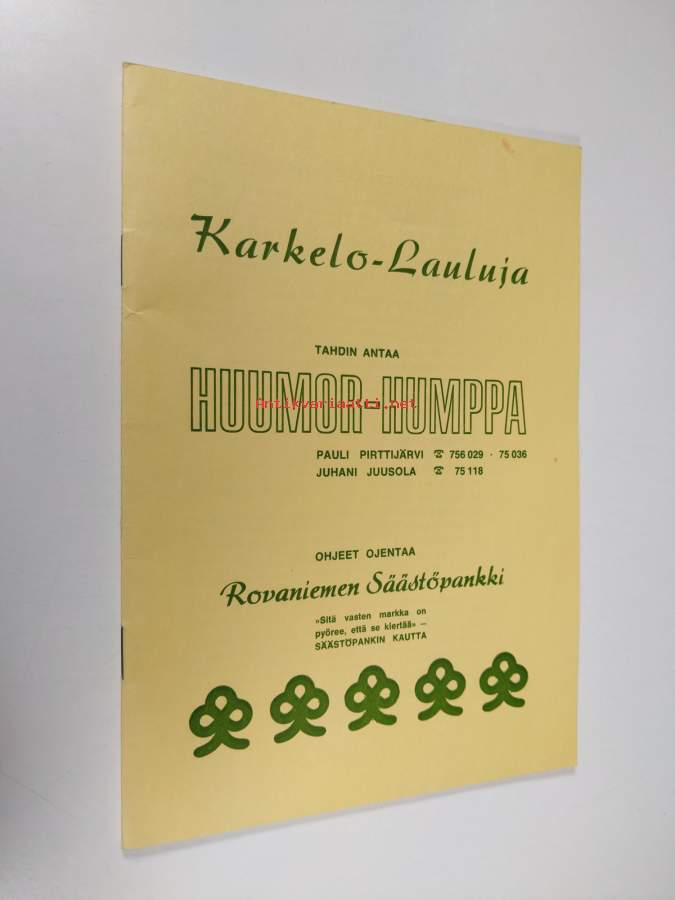 Karkelo-Lauluja
TAHDIN ANTAA
HUUMOR-HUMPPA
Antikvariaatti.net
PAULI PIRTTIJÄRVI ☎ 756 029 · 75 036
JUHANI JUUSOLA ☎ 75 118
OHJEET OJENTAA
Rovaniemen Säästöpankki
»Sitä vasten markka on
pyöree, että se kiertää» —
SÄÄSTÖPANKIN KAUTTA